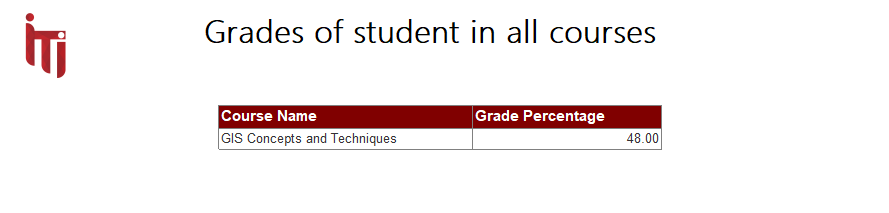 iTi
Grades of student in all courses
Course Name Grade Percentage
GIS Concepts and Techniques 48.00